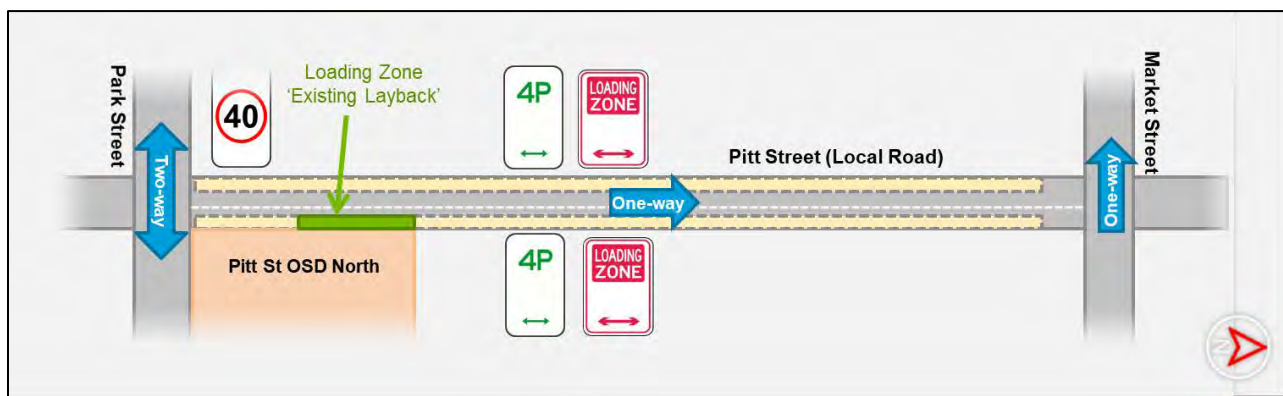 Park Street
Two-way
40
Loading Zone
‘Existing Layback’
4P
LOADING
ZONE
Pitt Street (Local Road)
Market Street
One-way
One-way
Pitt St OSD North
4P
LOADING
ZONE
N